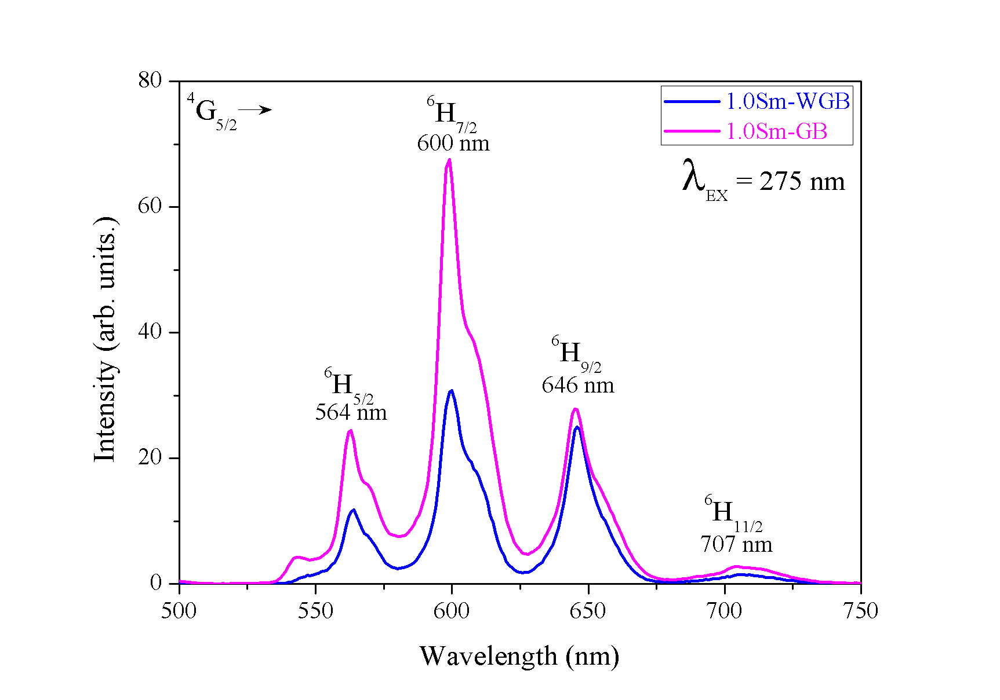 80
60
40
20
0
Intensity (arb. units.)
⁴G5/2 →
⁶H7/2
600 nm
1.0Sm-WGB
1.0Sm-GB
λEX = 275 nm
⁶H5/2
564 nm
⁶H9/2
646 nm
⁶H11/2
707 nm
500 550 600 650 700 750
Wavelength (nm)